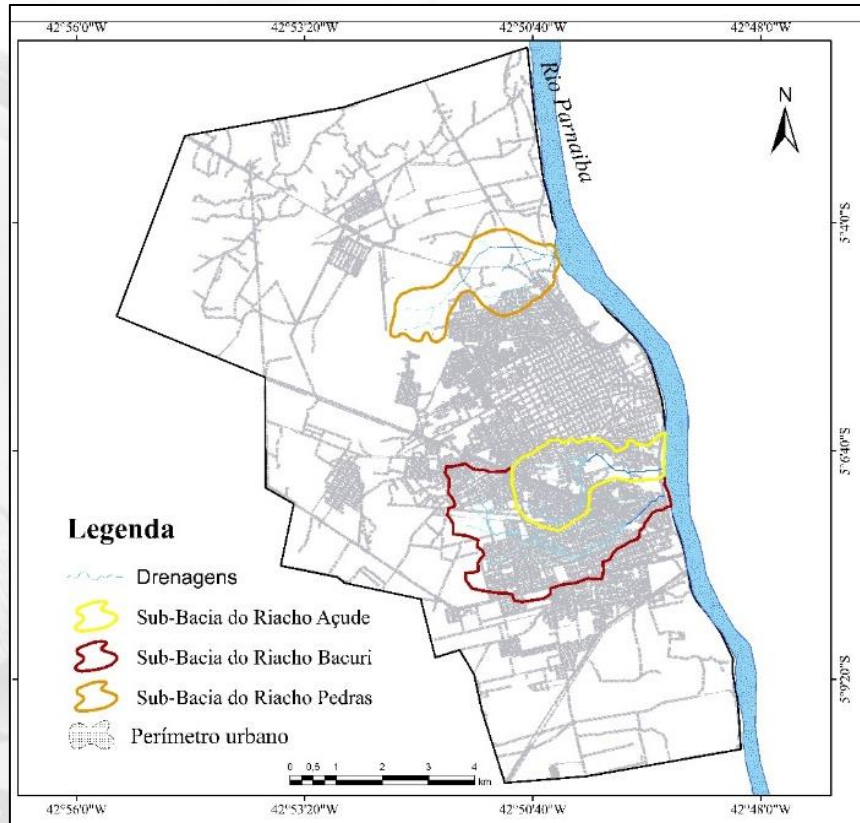 42°56'0"W 42°53'20"W 42°50'40"W 42°48'0"W
Rio Parnaiba
N
5°4'0"S
5°6'40"S
Legenda
Drenagens
Sub-Bacia do Riacho Açude
Sub-Bacia do Riacho Bacuri
5°9'20"S
Sub-Bacia do Riacho Pedras
Perímetro urbano
0 0,5 1 2 3 4
km
42°56'0"W 42°53'20"W 42°50'40"W 42°48'0"W